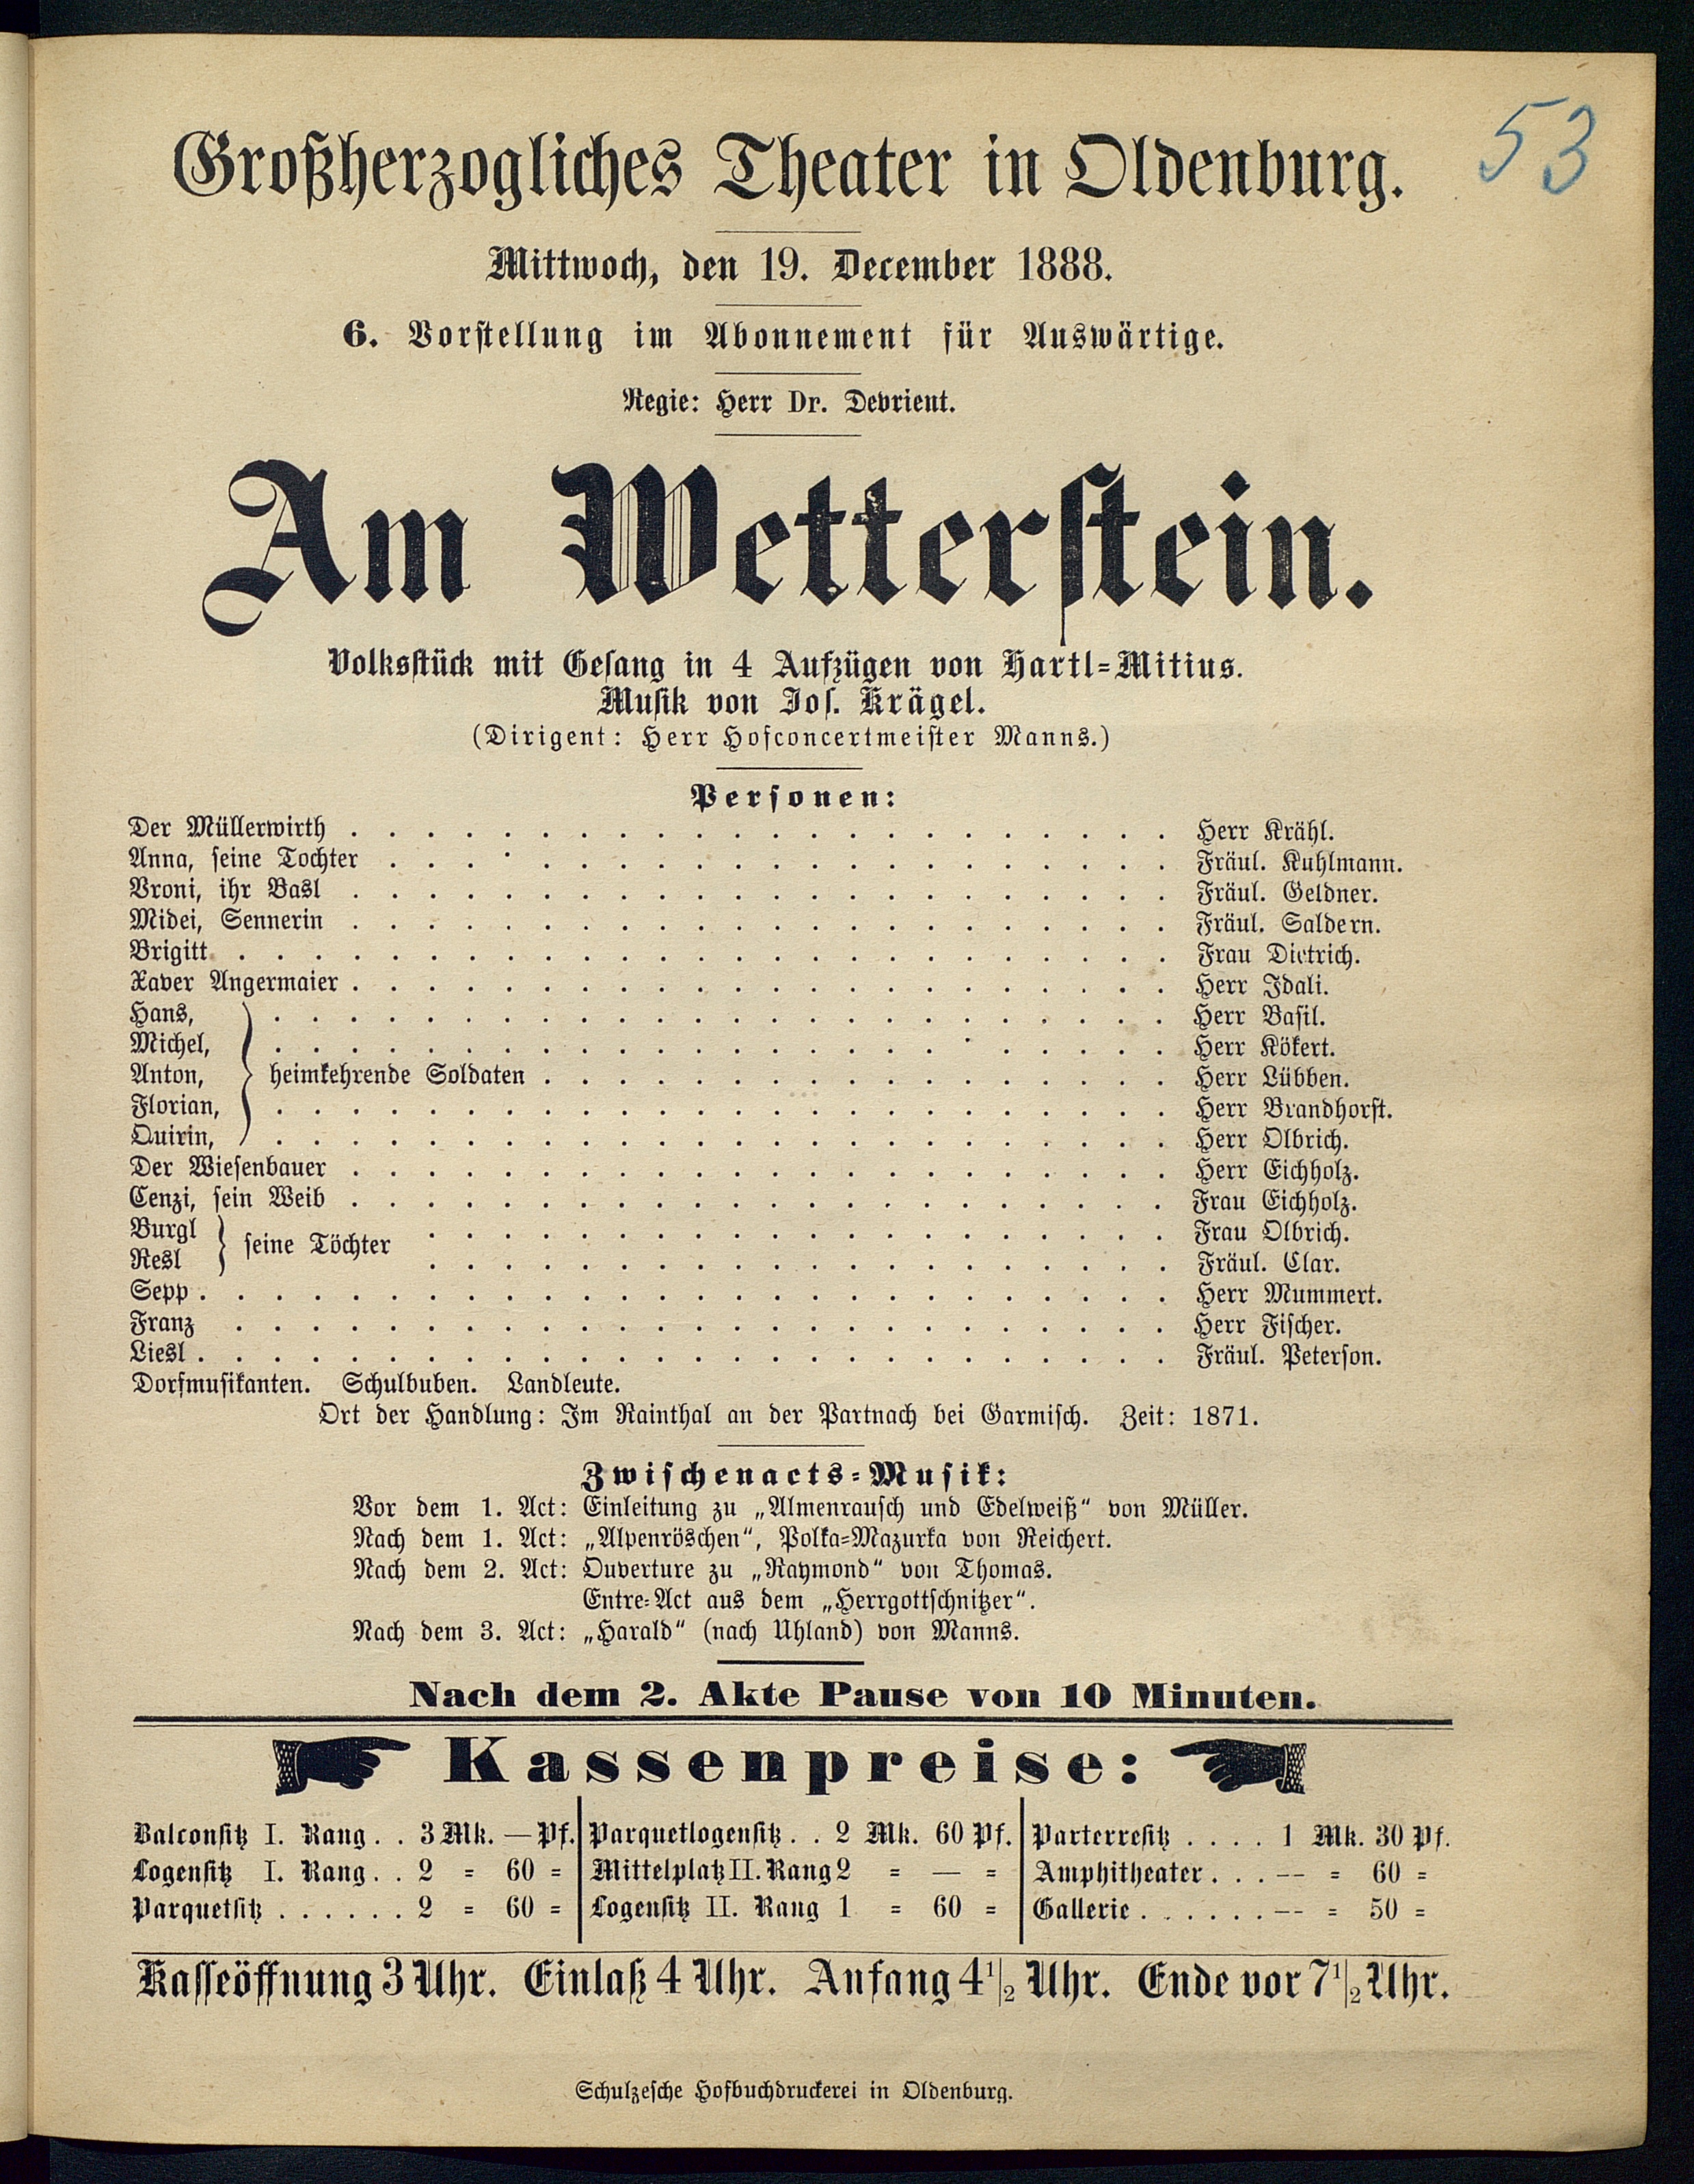 53
Großherzogliches Theater in Oldenburg.
Mittwoch, den 19. December 1888.
6. Vorstellung im Abonnement für Auswärtige.
Regie: Herr Dr. Devrient.
Am Wetterstein.
Volksstück mit Gesang in 4 Aufzügen von Hartl-Mitius.
Musik von Jos. Krägel.
(Dirigent: Herr Hofconcertmeister Manns.)
Personen:
Der Müllerwirth . . . . . . . . . . Herr Krähl.
Anna, seine Tochter . . . . . . . . . . Fräul. Kuhlmann.
Vroni, ihr Basl . . . . . . . . . . Fräul. Geldner.
Midei, Sennerin . . . . . . . . . . Fräul. Saldern.
Brigitt . . . . . . . . . . Frau Dietrich.
Xaver Angermaier . . . . . . . . . . Herr Idali.
Hans, . . . . . . . . . . Herr Basil.
Michel, . . . . . . . . . . Herr Kökert.
Anton, } heimkehrende Soldaten . . . . . . . . . . Herr Lübben.
Florian, . . . . . . . . . . Herr Brandhorst.
Quirin, . . . . . . . . . . Herr Olbrich.
Der Wiesenbauer . . . . . . . . . . Herr Eichholz.
Cenzi, sein Weib . . . . . . . . . . Frau Eichholz.
Burgl } seine Töchter . . . . . . . . . . Frau Olbrich.
Resl . . . . . . . . . . Fräul. Clar.
Sepp . . . . . . . . . . Herr Mummert.
Franz . . . . . . . . . . Herr Fischer.
Liesl . . . . . . . . . . Fräul. Peterson.
Dorfmusikanten. Schulbuben. Landleute.
Ort der Handlung: Im Rainthal an der Partnach bei Garmisch. Zeit: 1871.
Zwischenacts-Musik:
Vor dem 1. Act: Einleitung zu „Almenrausch und Edelweiß“ von Müller.
Nach dem 1. Act: „Alpenröschen“, Polka-Mazurka von Reichert.
Nach dem 2. Act: Ouverture zu „Raymond“ von Thomas.
Entre-Act aus dem „Herrgottschnitzer“.
Nach dem 3. Act: „Harald“ (nach Uhland) von Manns.
Nach dem 2. Akte Pause von 10 Minuten.
Kassenpreise:
Balconsitz I. Rang . . 3 Mk. — Pf. Parquetlogensitz . . 2 Mk. 60 Pf. Parterresitz . . . . 1 Mk. 30 Pf.
Logensitz I. Rang . . 2 = 60 = Mittelplatz II. Rang 2 = — = Amphitheater . . . -- = 60 =
Parquetsitz . . . . . . 2 = 60 = Logensitz II. Rang 1 = 60 = Gallerie . . . . . . -- = 50 =
Kasseöffnung 3 Uhr. Einlaß 4 Uhr. Anfang 4 1/2 Uhr. Ende vor 7 1/2 Uhr.
Schulzesche Hofbuchdruckerei in Oldenburg.